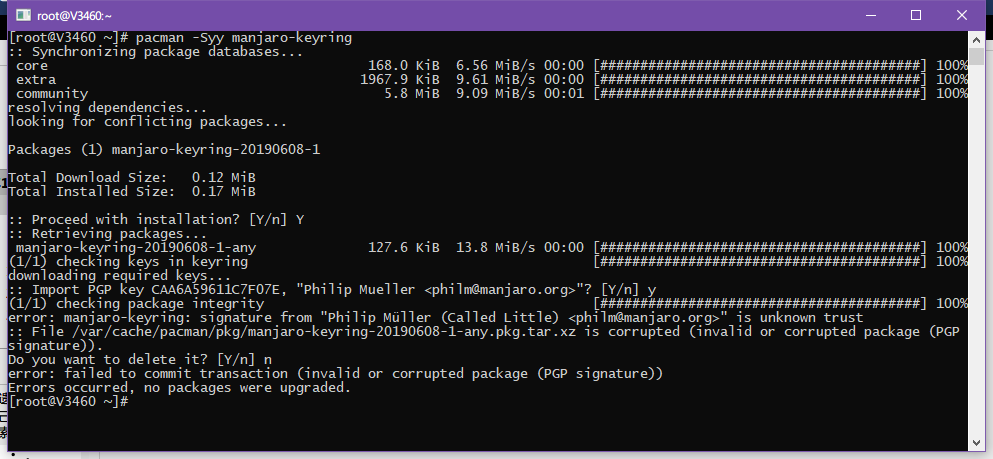 root@V3460:~
[root@V3460 ~]# pacman -Syy manjaro-keyring
:: Synchronizing package databases...
core 168.0 KiB 6.56 MiB/s 00:00 [########################################] 100%
extra 1967.9 KiB 9.61 MiB/s 00:00 [########################################] 100%
community 5.8 MiB 9.09 MiB/s 00:01 [########################################] 100%
resolving dependencies...
looking for conflicting packages...
Packages (1) manjaro-keyring-20190608-1
Total Download Size: 0.12 MiB
Total Installed Size: 0.17 MiB
:: Proceed with installation? [Y/n] Y
:: Retrieving packages...
manjaro-keyring-20190608-1-any 127.6 KiB 13.8 MiB/s 00:00 [########################################] 100%
(1/1) checking keys in keyring [########################################] 100%
downloading required keys...
:: Import PGP key CAA6A59611C7F07E, "Philip Mueller <philm@manjaro.org>"? [Y/n] y
(1/1) checking package integrity [########################################] 100%
error: manjaro-keyring: signature from "Philip Müller (Called Little) <philm@manjaro.org>" is unknown trust
:: File /var/cache/pacman/pkg/manjaro-keyring-20190608-1-any.pkg.tar.xz is corrupted (invalid or corrupted package (PGP
signature)).
Do you want to delete it? [Y/n] n
error: failed to commit transaction (invalid or corrupted package (PGP signature))
Errors occurred, no packages were upgraded.
[root@V3460 ~]#